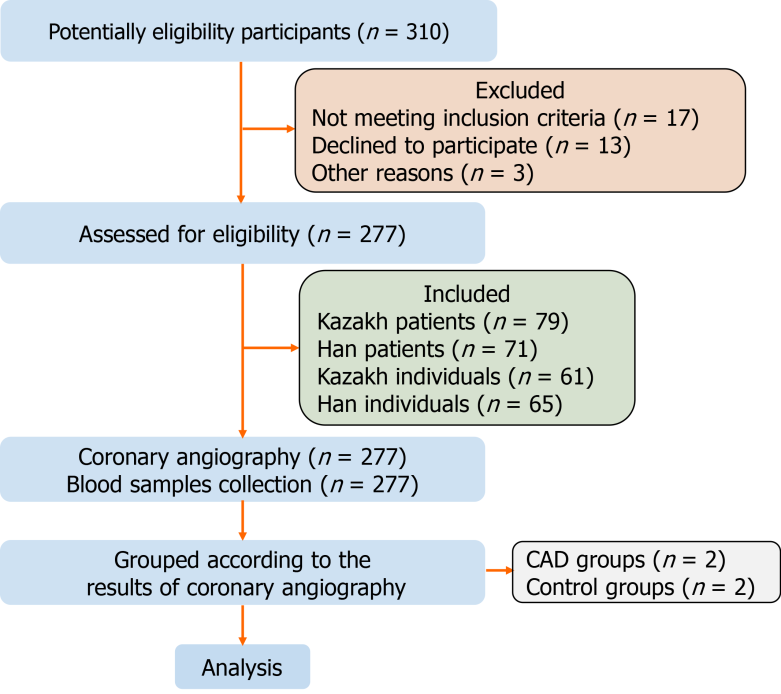 Potentially eligibility participants (n = 310)
Excluded
Not meeting inclusion criteria (n = 17)
Declined to participate (n = 13)
Other reasons (n = 3)
Assessed for eligibility (n = 277)
Included
Kazakh patients (n = 79)
Han patients (n = 71)
Kazakh individuals (n = 61)
Han individuals (n = 65)
Coronary angiography (n = 277)
Blood samples collection (n = 277)
Grouped according to the
results of coronary angiography
CAD groups (n = 2)
Control groups (n = 2)
Analysis